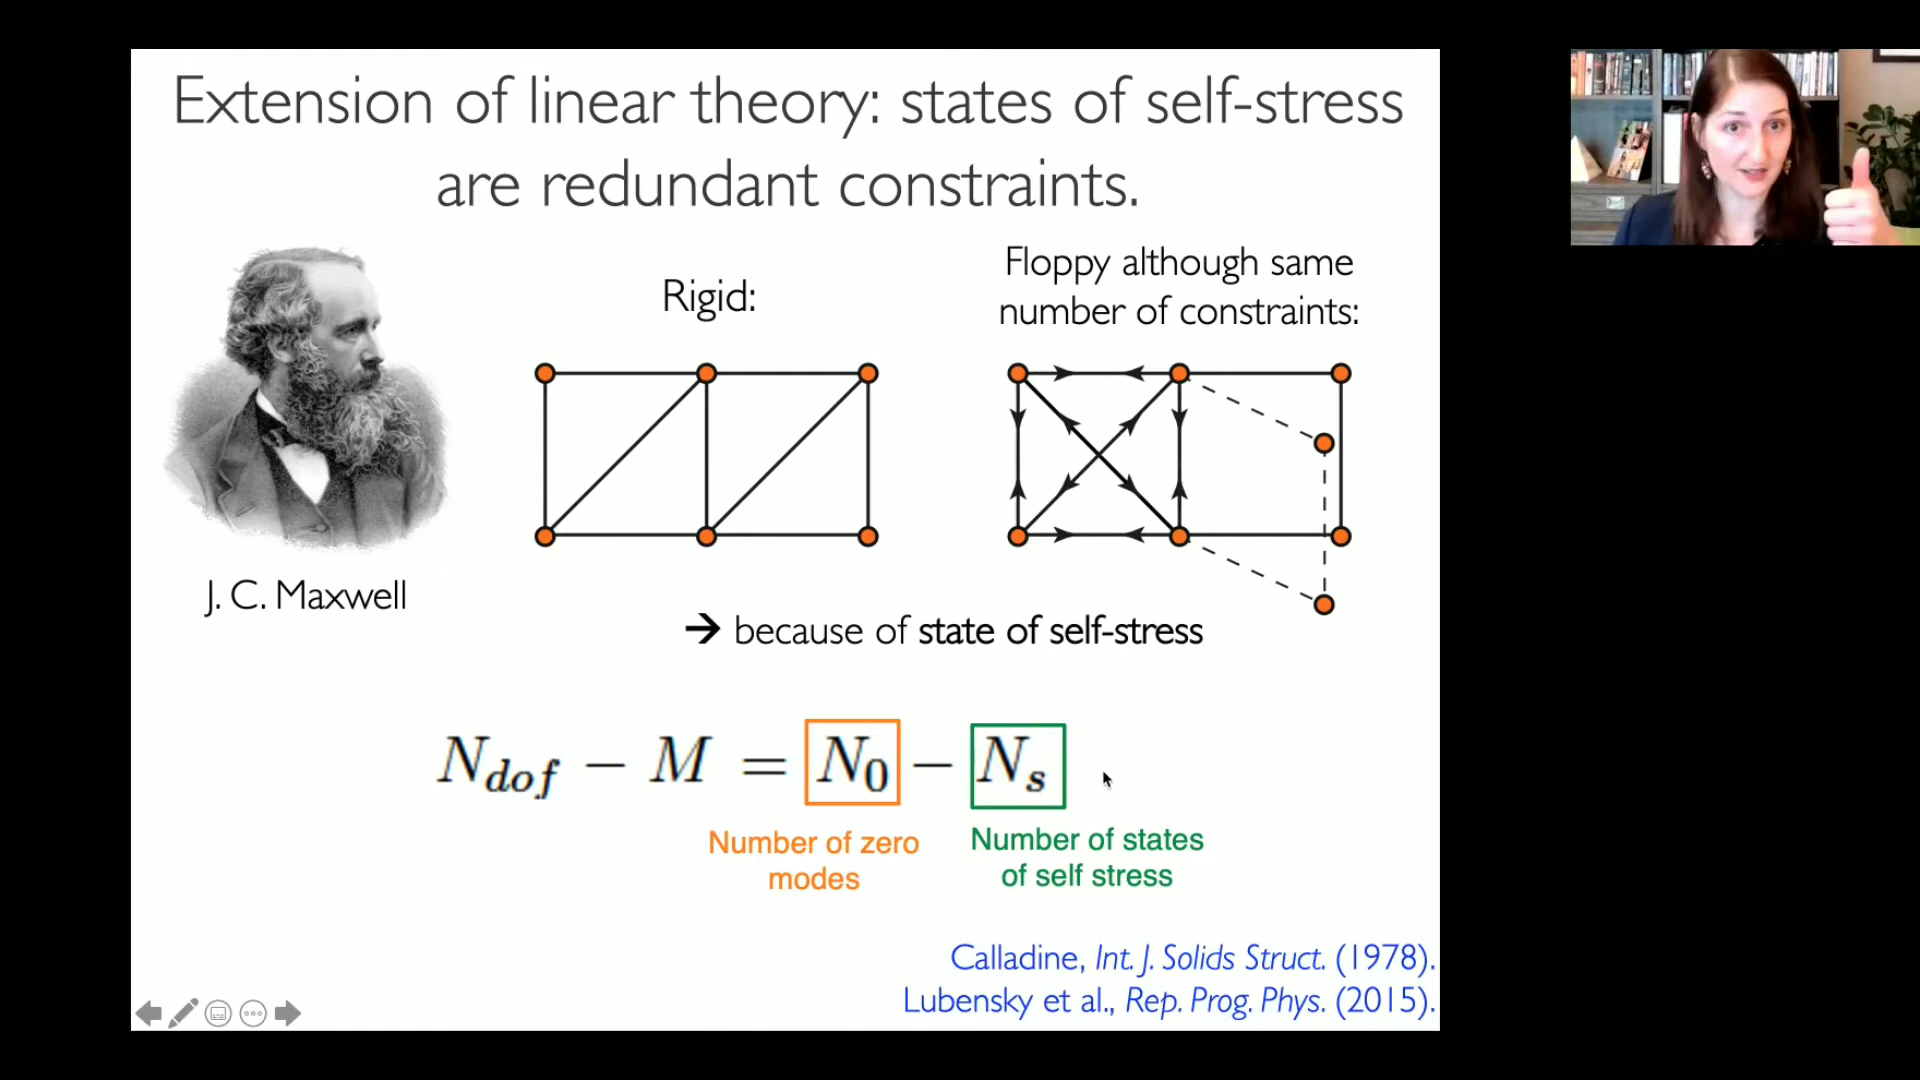 Extension of linear theory: states of self-stress
are redundant constraints.
Rigid:
Floppy although same
number of constraints:
J. C. Maxwell
→ because of state of self-stress
N_dof − M = N_0 − N_s
Number of zero
modes
Number of states
of self stress
Calladine, Int. J. Solids Struct. (1978).
Lubensky et al., Rep. Prog. Phys. (2015).